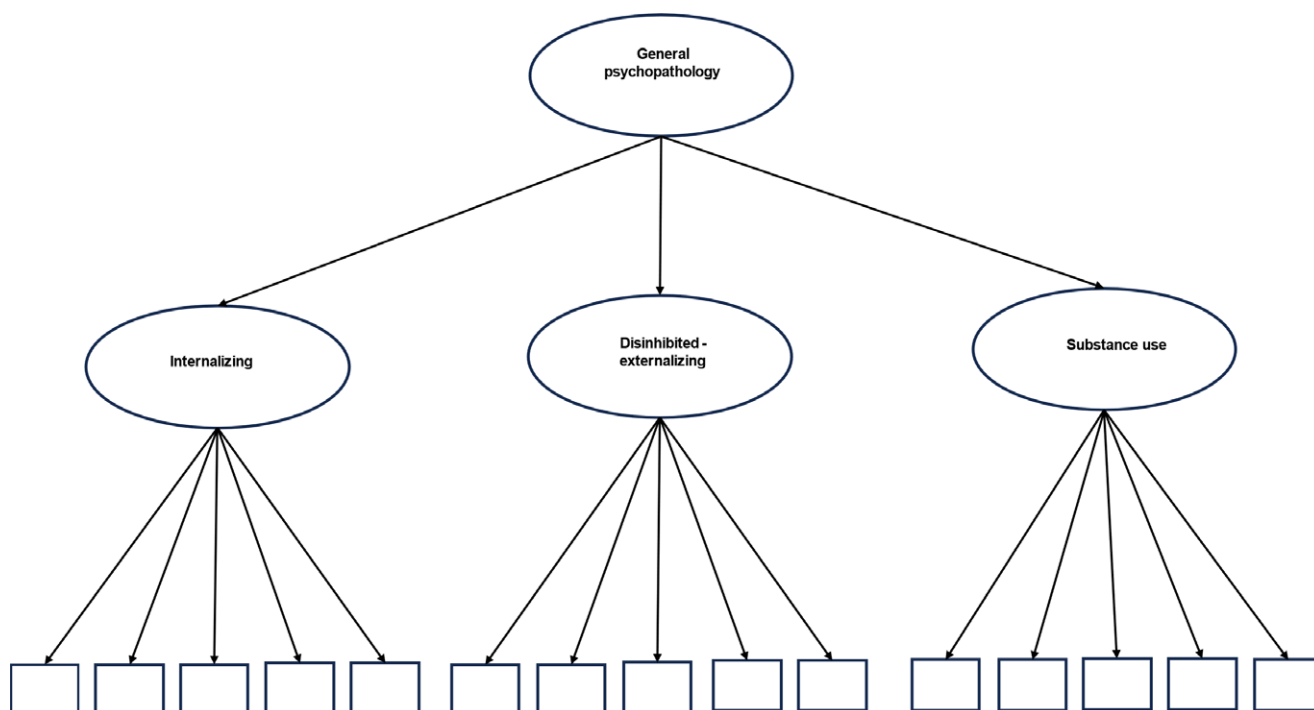 General
psychopathology
Internalizing
Disinhibited -
externalizing
Substance use